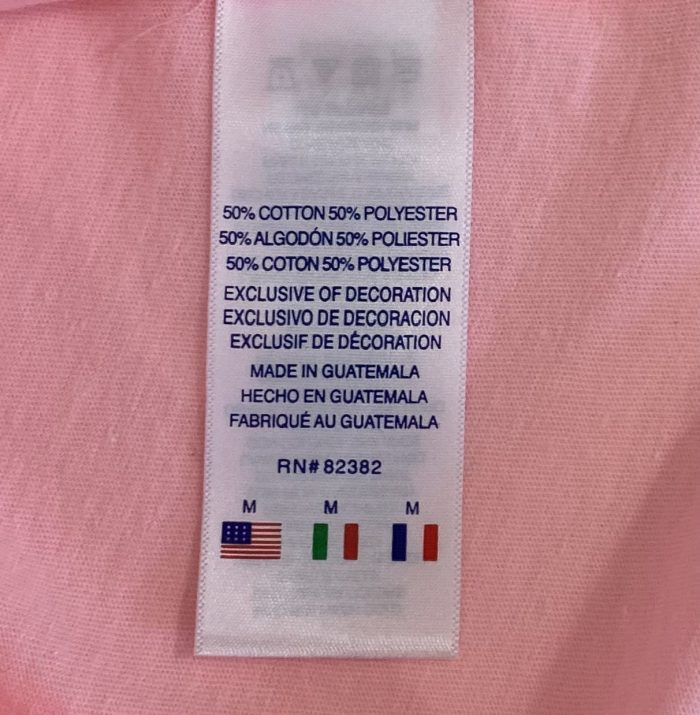 50% COTTON 50% POLYESTER
50% ALGODÓN 50% POLIESTER
50% COTON 50% POLYESTER
EXCLUSIVE OF DECORATION
EXCLUSIVO DE DECORACION
EXCLUSIF DE DÉCORATION
MADE IN GUATEMALA
HECHO EN GUATEMALA
FABRIQUÉ AU GUATEMALA
RN# 82382
M M M